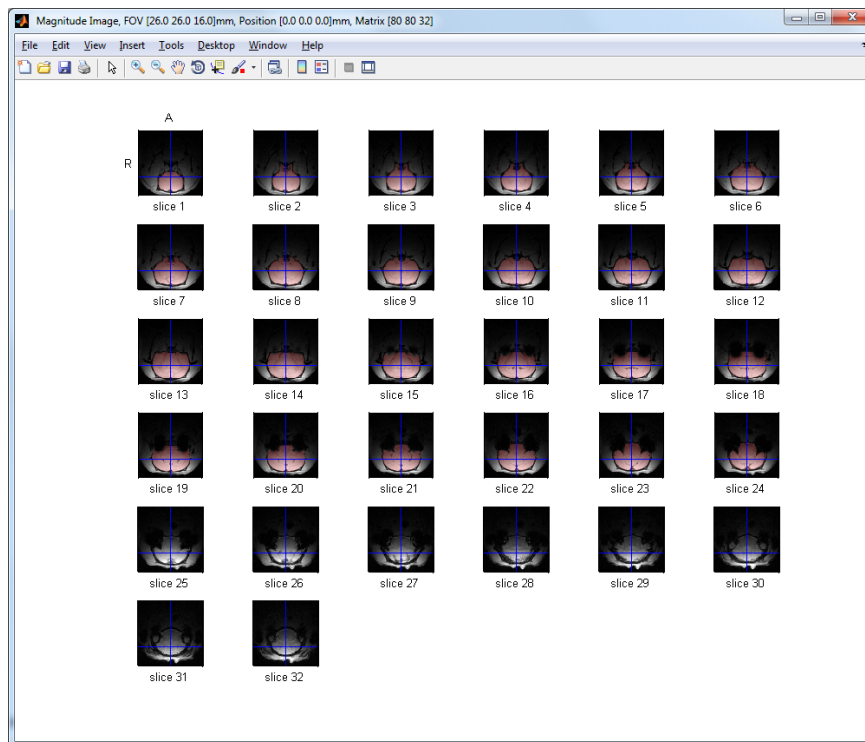 Magnitude Image, FOV [26.0 26.0 16.0]mm, Position [0.0 0.0 0.0]mm, Matrix [80 80 32]
File Edit View Insert Tools Desktop Window Help
A
R
slice 1 slice 2 slice 3 slice 4 slice 5 slice 6
slice 7 slice 8 slice 9 slice 10 slice 11 slice 12
slice 13 slice 14 slice 15 slice 16 slice 17 slice 18
slice 19 slice 20 slice 21 slice 22 slice 23 slice 24
slice 25 slice 26 slice 27 slice 28 slice 29 slice 30
slice 31 slice 32